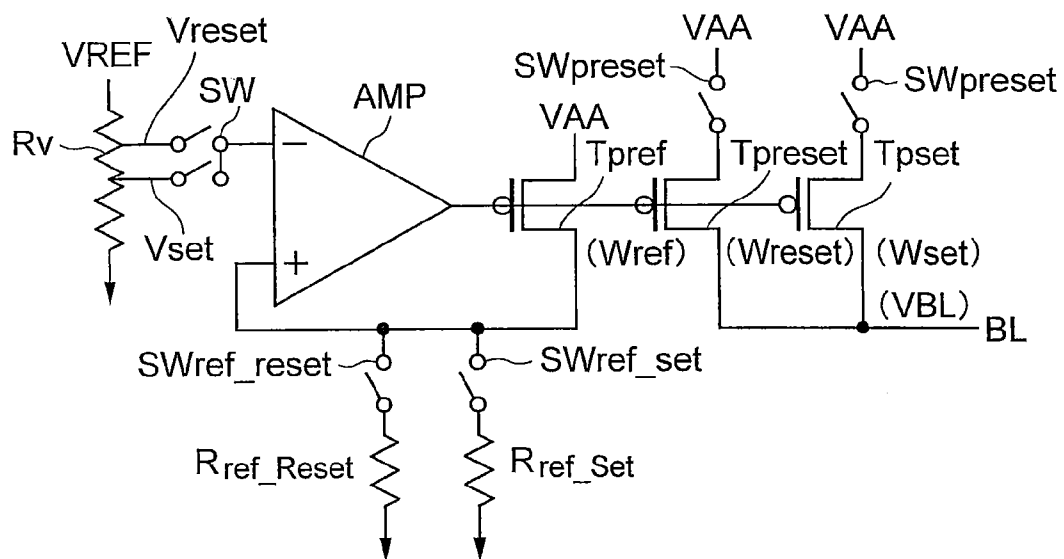 Vreset
VREF
SW
Rv
Vset
AMP
−
+
VAA
Tpref
(Wref)
VAA
SWpreset
Tpreset
(Wreset)
VAA
SWpreset
Tpset
(Wset)
(VBL)
BL
SWref_reset
SWref_set
Rref_Reset
Rref_Set